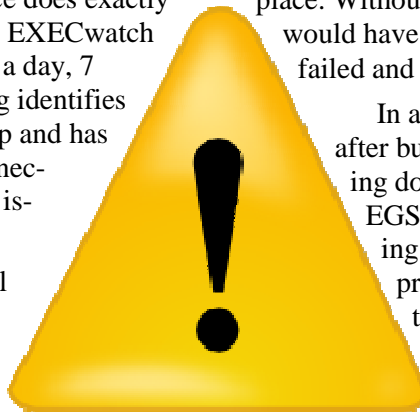 ce does exactly
EXECwatch
a day, 7
g identifies
p and has
nec-
is-
l
place. Without
would have
failed and
In a
after bu
ing do
EGS
ing
pr
t
!